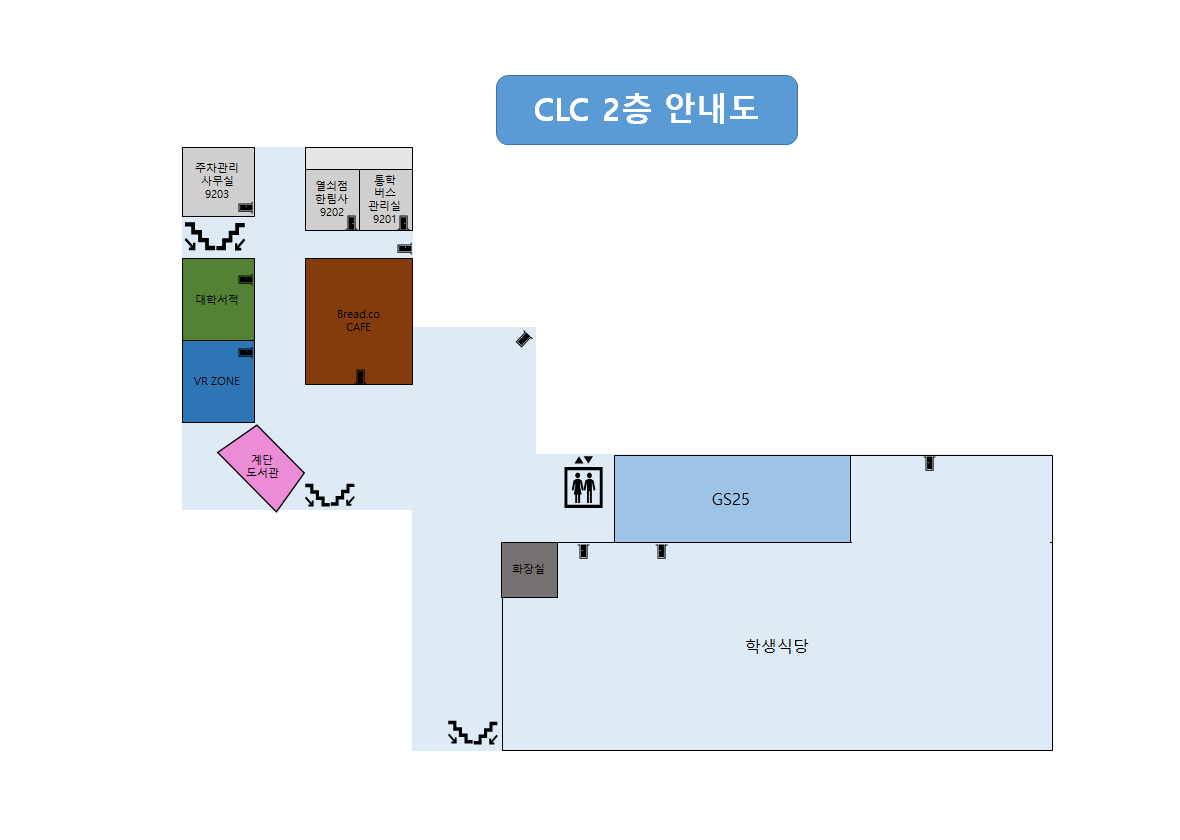 CLC 2층 안내도
주차관리
사무실
9203
열쇠점
한림사
9202
통학
버스
관리실
9201
대학서적
Bread.co
CAFE
VR ZONE
계단
도서관
GS25
화장실
학생식당